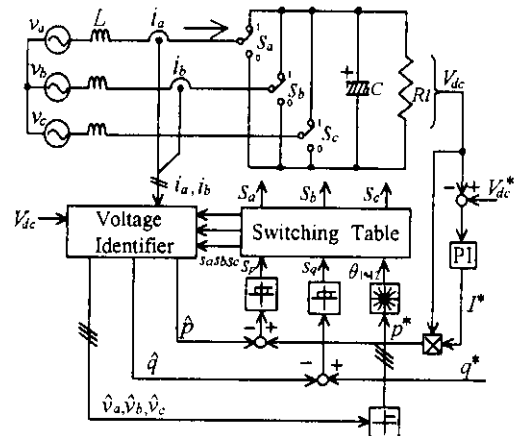 v_a
L
i_a
1
S_a
0
v_b
i_b
1
S_b
0
v_c
1
S_c
0
+
C
Rl
V_dc
i_a, i_b
S_a
S_b
S_c
− +
V_dc*
V_dc
Voltage
Identifier
Switching Table
PI
s_a s_b s_c
S_p
S_q
I*
p*
p̂
− +
q̂
− +
q*
v̂_a,v̂_b,v̂_c